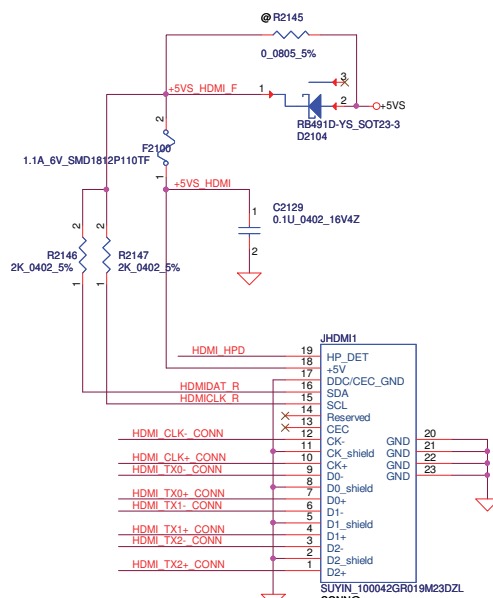 @ R2145
0_0805_5%
+5VS_HDMI_F
1
3
2
+5VS
RB491D-YS_SOT23-3
D2104
2
F2100
1.1A_6V_SMD1812P110TF
1
+5VS_HDMI
C2129
0.1U_0402_16V4Z
1
2
2
2
R2146
2K_0402_5%
R2147
2K_0402_5%
1
1
JHDMI1
HDMI_HPD
19
HP_DET
18
+5V
17
DDC/CEC_GND
HDMIDAT_R
16
SDA
HDMICLK_R
15
SCL
14
Reserved
13
CEC
HDMI_CLK-_CONN
12
CK-
GND
20
11
CK_shield
GND
21
HDMI_CLK+_CONN
10
CK+
GND
22
HDMI_TX0-_CONN
9
D0-
GND
23
8
D0_shield
HDMI_TX0+_CONN
7
D0+
HDMI_TX1-_CONN
6
D1-
5
D1_shield
HDMI_TX1+_CONN
4
D1+
HDMI_TX2-_CONN
3
D2-
2
D2_shield
HDMI_TX2+_CONN
1
D2+
SUYIN_100042GR019M23DZL